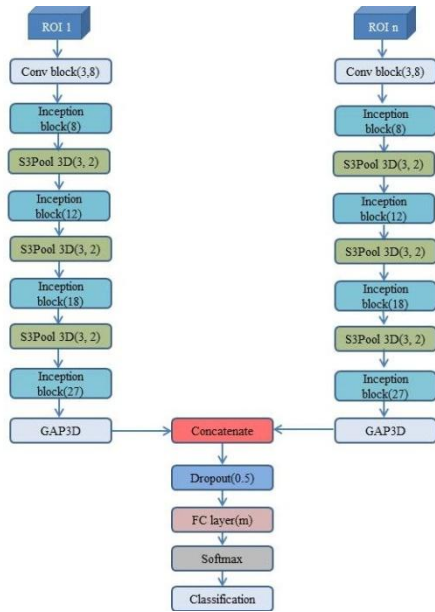 ROI 1
Conv block(3,8)
Inception
block(8)
S3Pool 3D(3, 2)
Inception
block(12)
S3Pool 3D(3, 2)
Inception
block(18)
S3Pool 3D(3, 2)
Inception
block(27)
GAP3D
ROI n
Conv block(3,8)
Inception
block(8)
S3Pool 3D(3, 2)
Inception
block(12)
S3Pool 3D(3, 2)
Inception
block(18)
S3Pool 3D(3, 2)
Inception
block(27)
GAP3D
Concatenate
Dropout(0.5)
FC layer(m)
Softmax
Classification